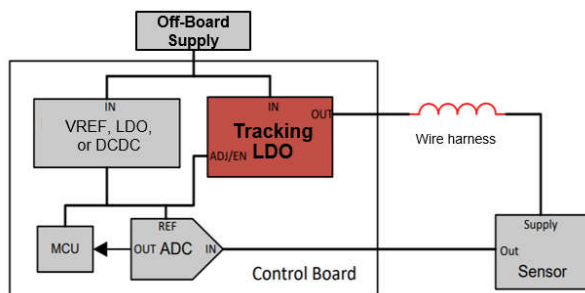 Off-Board
Supply
IN
VREF, LDO,
or DCDC
IN
OUT
Tracking
LDO
ADJ/EN
Wire harness
MCU
REF
OUT ADC IN
Supply
Out
Sensor
Control Board